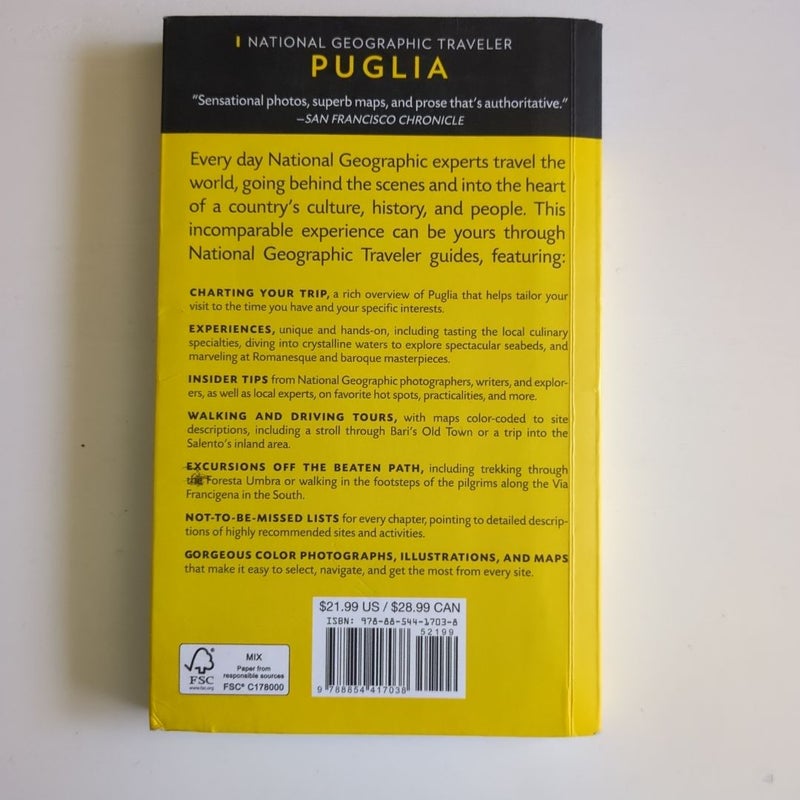 NATIONAL GEOGRAPHIC TRAVELER
PUGLIA
"Sensational photos, superb maps, and prose that's authoritative."
–SAN FRANCISCO CHRONICLE
Every day National Geographic experts travel the
world, going behind the scenes and into the heart
of a country's culture, history, and people. This
incomparable experience can be yours through
National Geographic Traveler guides, featuring:
CHARTING YOUR TRIP, a rich overview of Puglia that helps tailor your
visit to the time you have and your specific interests.
EXPERIENCES, unique and hands-on, including tasting the local culinary
specialties, diving into crystalline waters to explore spectacular seabeds, and
marveling at Romanesque and baroque masterpieces.
INSIDER TIPS from National Geographic photographers, writers, and explor-
ers, as well as local experts, on favorite hot spots, practicalities, and more.
WALKING AND DRIVING TOURS, with maps color-coded to site
descriptions, including a stroll through Bari's Old Town or a trip into the
Salento's inland area.
EXCURSIONS OFF THE BEATEN PATH, including trekking through
the Foresta Umbra or walking in the footsteps of the pilgrims along the Via
Francigena in the South.
NOT-TO-BE-MISSED LISTS for every chapter, pointing to detailed descrip-
tions of highly recommended sites and activities.
GORGEOUS COLOR PHOTOGRAPHS, ILLUSTRATIONS, AND MAPS
that make it easy to select, navigate, and get the most from every site.
$21.99 US / $28.99 CAN
ISBN: 978-88-544-1703-8
52199
9 788854 417038
FSC
www.fsc.org
MIX
Paper from
responsible sources
FSC® C178000